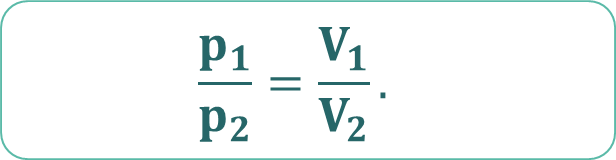 p₁/p₂ = V₁/V₂.